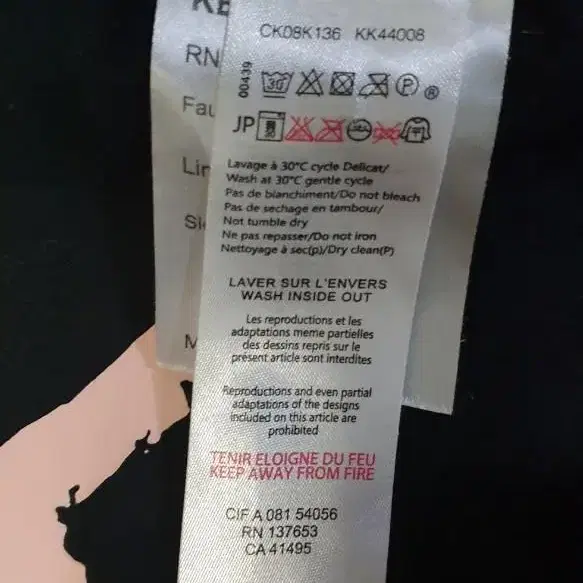 KE
RN
Fau
Lin
M
CK08K136 KK44008
00439
30
P
®
JP
Lavage à 30°C cycle Delicat/
Wash at 30°C gentle cycle
Pas de blanchiment/Do not bleach
Pas de sechage en tambour/
Not tumble dry
Ne pas repasser/Do not iron
Nettoyage à sec(p)/Dry clean(P)
LAVER SUR L'ENVERS
WASH INSIDE OUT
Les reproductions et les
adaptations meme partielles
des dessins repris sur le
présent article sont interdites
Reproductions and even partial
adaptations of the designs
included on this article are
prohibited
TENIR ELOIGNE DU FEU
KEEP AWAY FROM FIRE
CIF A 081 54056
RN 137653
CA 41495